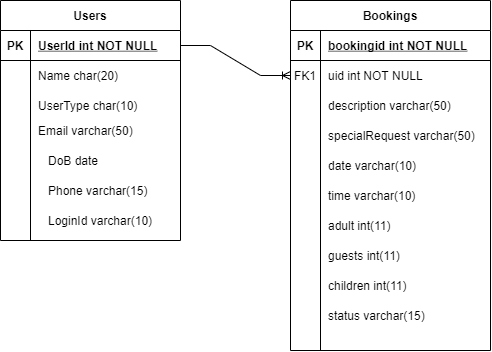 Users
PK UserId int NOT NULL
Name char(20)
UserType char(10)
Email varchar(50)
DoB date
Phone varchar(15)
LoginId varchar(10)
Bookings
PK bookingid int NOT NULL
FK1 uid int NOT NULL
description varchar(50)
specialRequest varchar(50)
date varchar(10)
time varchar(10)
adult int(11)
guests int(11)
children int(11)
status varchar(15)